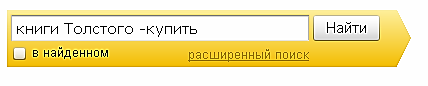 книги Толстого -купить Найти
в найденном расширенный поиск